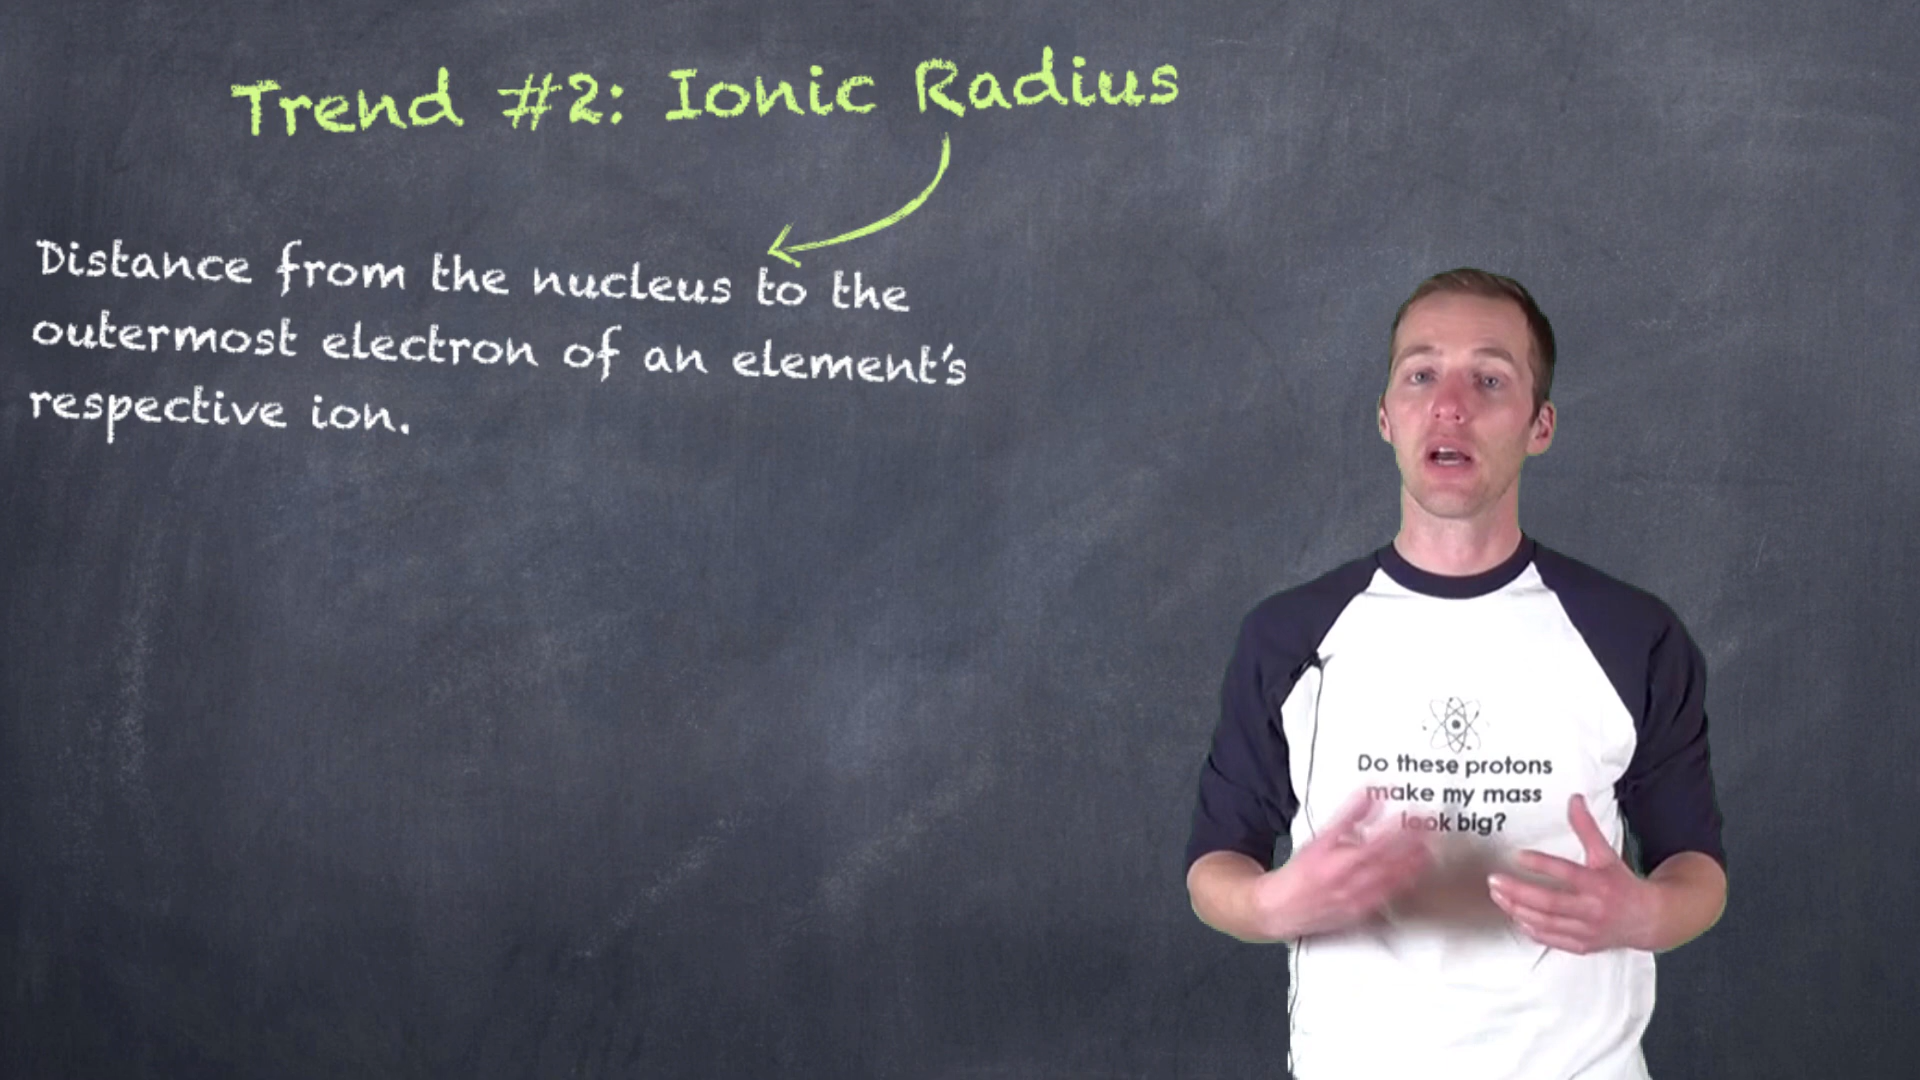 Trend #2: Ionic Radius
Distance from the nucleus to the
outermost electron of an element's
respective ion.
Do these protons
make my mass
look big?